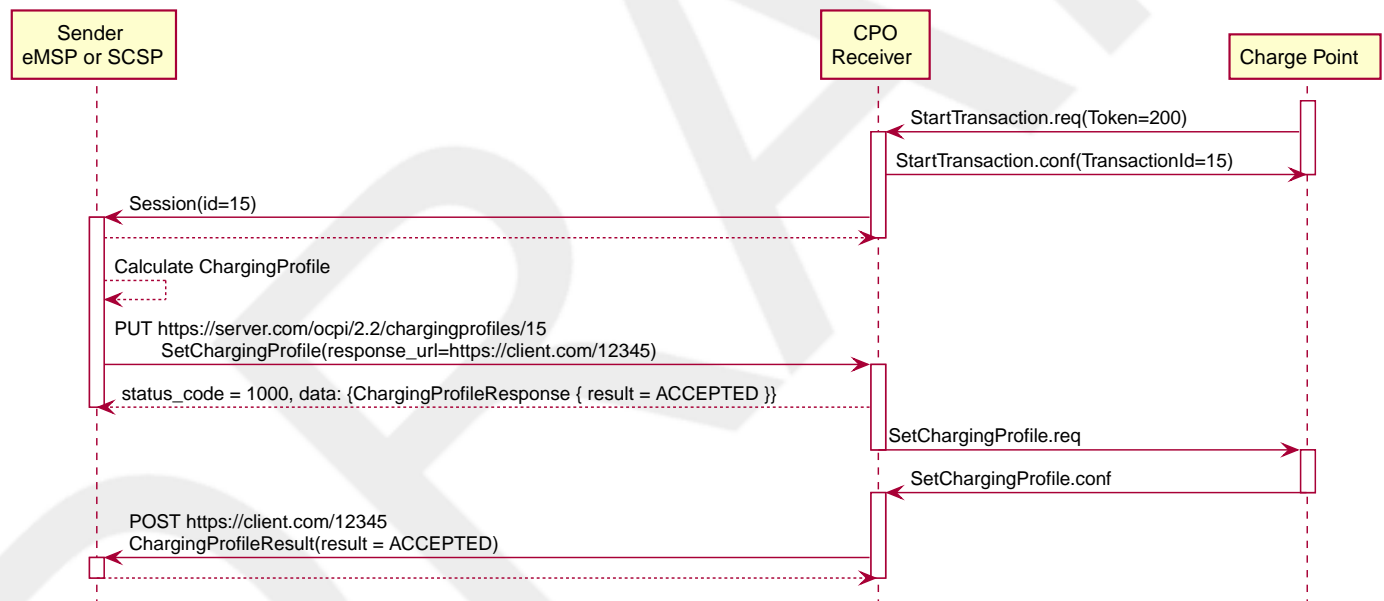 Sender
eMSP or SCSP
CPO
Receiver
Charge Point
StartTransaction.req(Token=200)
StartTransaction.conf(TransactionId=15)
Session(id=15)
Calculate ChargingProfile
PUT https://server.com/ocpi/2.2/chargingprofiles/15
SetChargingProfile(response_url=https://client.com/12345)
status_code = 1000, data: {ChargingProfileResponse { result = ACCEPTED }}
SetChargingProfile.req
SetChargingProfile.conf
POST https://client.com/12345
ChargingProfileResult(result = ACCEPTED)